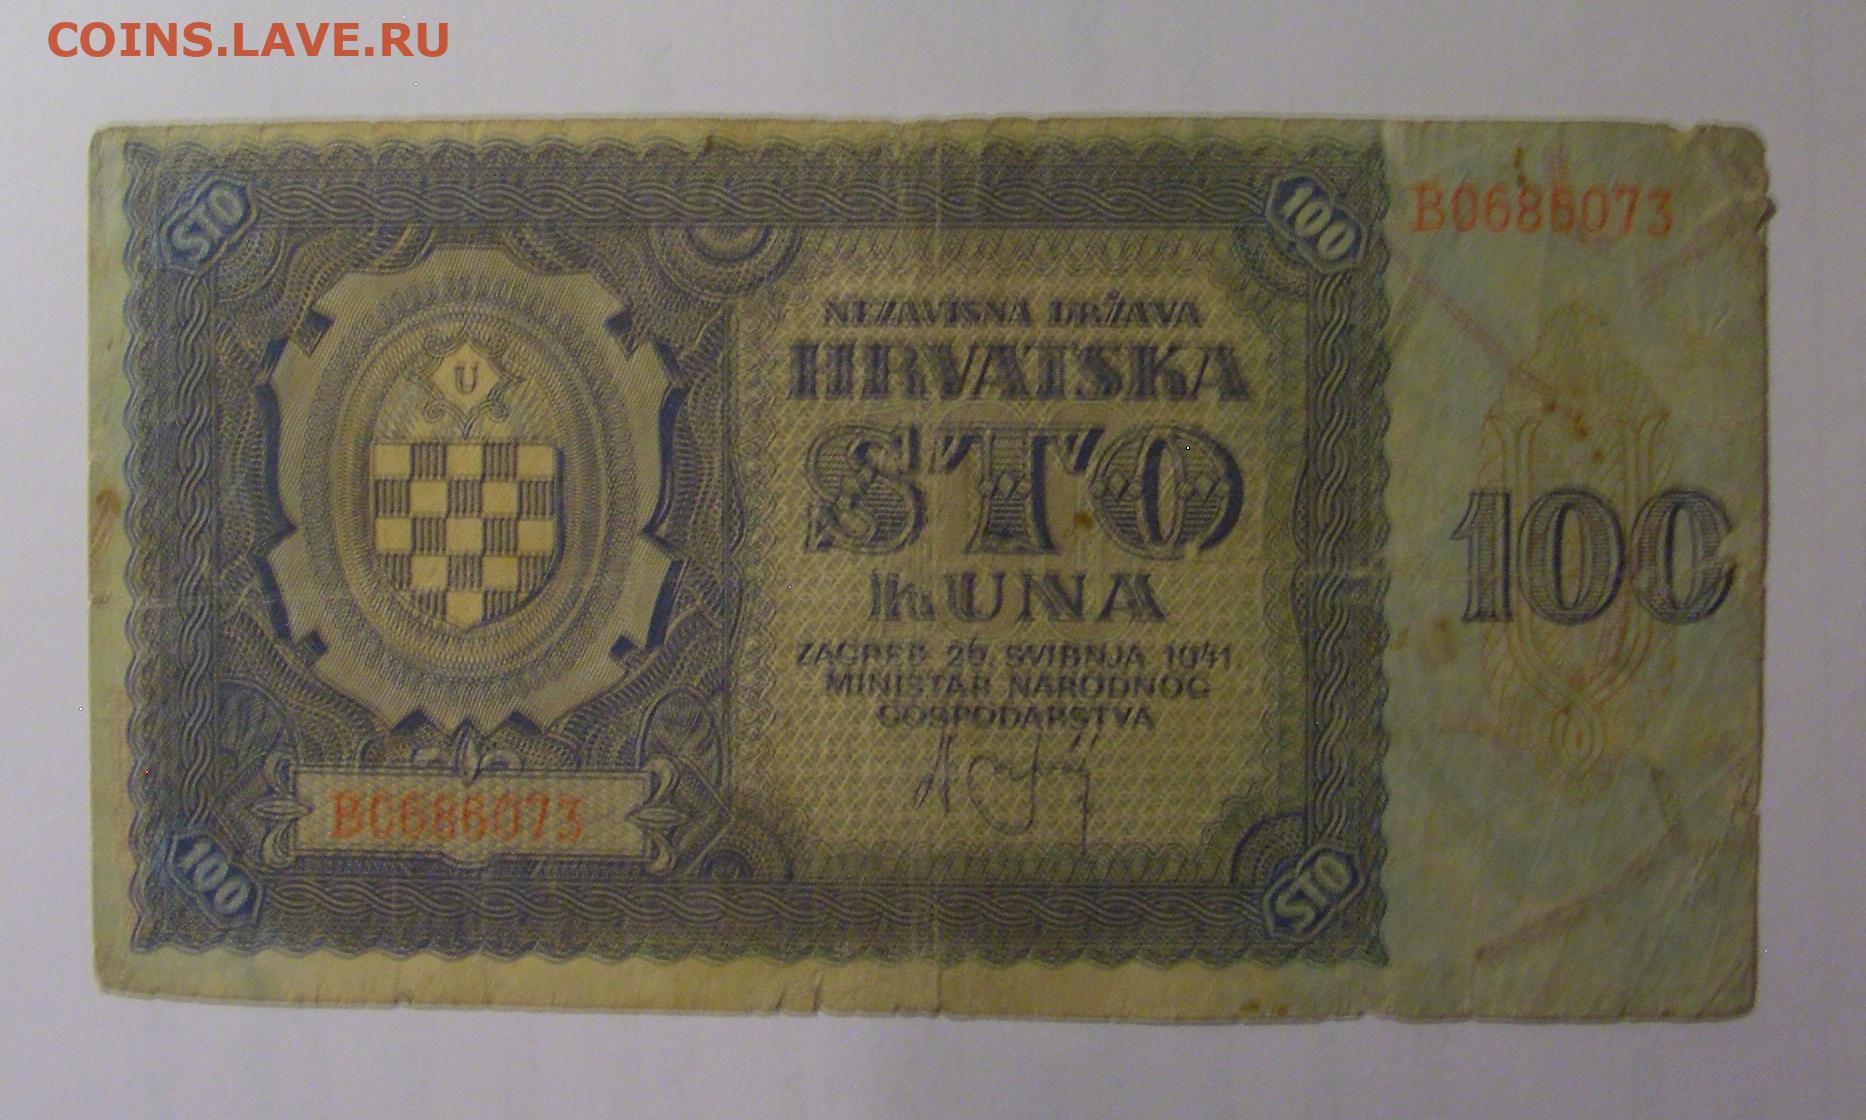 COINS.LAVE.RU
STO
100
B0686073
NEZAVISNA DRŽAVA
HRVATSKA
U
STO
KUNA
100
ZAGREB 26. SVIBNJA 1941
MINISTAR NARODNOG
GOSPODARSTVA
B0686073
100
STO